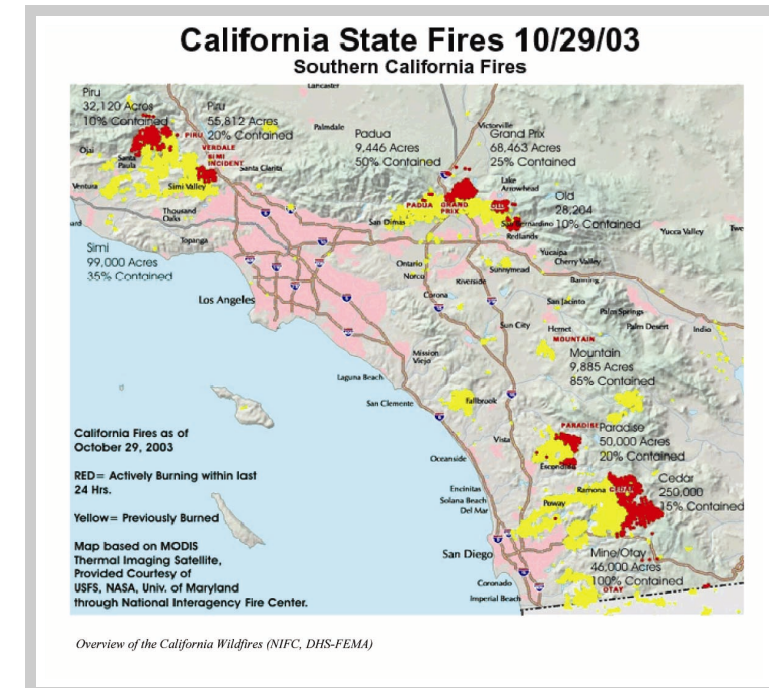 California State Fires 10/29/03
Southern California Fires
Lancaster
Piru
32,120 Acres
10% Contained
Piru
55,812 Acres
20% Contained
PIRU
VERDALE
SIMI
INCIDENT
Ojai
Santa
Paula
Ventura
Simi Valley
Santa Clarita
Palmdale
Thousand
Oaks
Topanga
Simi
99,000 Acres
35% Contained
Padua
9,446 Acres
50% Contained
Victorville
Grand Prix
68,463 Acres
25% Contained
Lake
Arrowhead
PADUA
GRAND
PRIX
OLD
Old
28,204
10% Contained
San Dimas
San Bernardino
Redlands
Yucca Valley
Twe
Yucaipa
Cherry Valley
Banning
Ontario
Norco
Riverside
Sunnymead
Corona
Los Angeles
San Jacinto
Palm Springs
Sun City
Hemet
Palm Desert
Indio
MOUNTAIN
Mountain
9,885 Acres
85% Contained
Mission
Viejo
Laguna Beach
San Clemente
Fallbrook
Vista
PARADISE
Paradise
50,000 Acres
20% Contained
Oceanside
Escondido
Encinitas
Solana Beach
Del Mar
Ramona
CEDAR
Cedar
250,000
15% Contained
Poway
San Diego
Mine/Otay
46,000 Acres
100% Contained
OTAY
Coronado
Imperial Beach
California Fires as of
October 29, 2003
RED= Actively Burning within last
24 Hrs.
Yellow= Previously Burned
Map based on MODIS
Thermal Imaging Satellite,
Provided Courtesy of
USFS, NASA, Univ. of Maryland
through National Interagency Fire Center.
Overview of the California Wildfires (NIFC, DHS-FEMA)